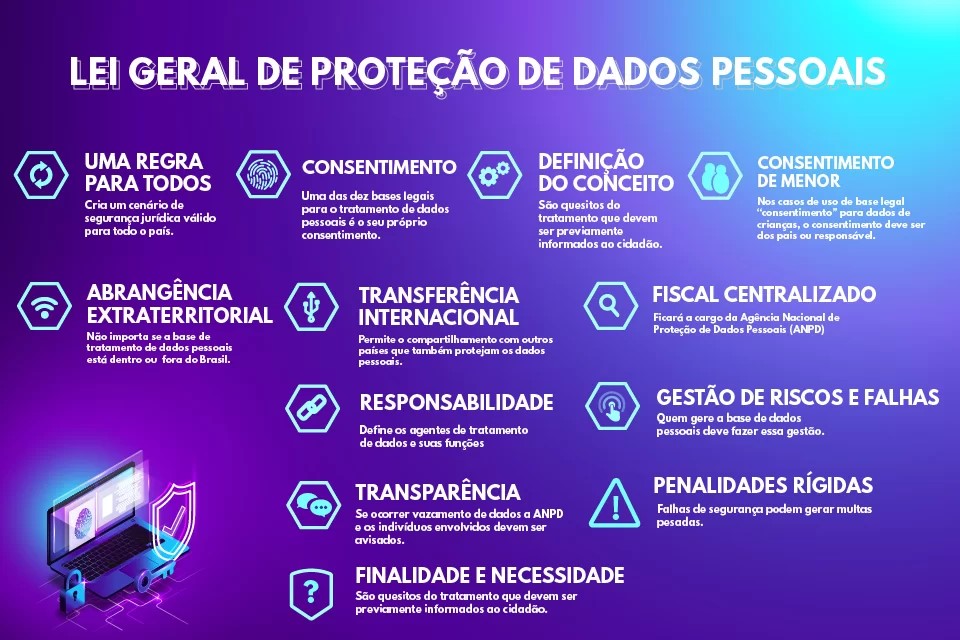 LEI GERAL DE PROTEÇÃO DE DADOS PESSOAIS
UMA REGRA
PARA TODOS
Cria um cenário de
segurança jurídica válido
para todo o país.
CONSENTIMENTO
Uma das dez bases legais
para o tratamento de dados
pessoais é o seu próprio
consentimento.
DEFINIÇÃO
DO CONCEITO
São quesitos do
tratamento que devem
ser previamente
informados ao cidadão.
CONSENTIMENTO
DE MENOR
Nos casos de uso de base legal
“consentimento” para dados de
crianças, o consentimento deve ser
dos pais ou responsável.
ABRANGÊNCIA
EXTRATERRITORIAL
Não importa se a base de
tratamento de dados pessoais
está dentro ou fora do Brasil.
TRANSFERÊNCIA
INTERNACIONAL
Permite o compartilhamento com outros
países que também protejam os dados
pessoais.
FISCAL CENTRALIZADO
Ficará a cargo da Agência Nacional de
Proteção de Dados Pessoais (ANPD)
RESPONSABILIDADE
Define os agentes de tratamento
de dados e suas funções
GESTÃO DE RISCOS E FALHAS
Quem gere a base de dados
pessoais deve fazer essa gestão.
TRANSPARÊNCIA
Se ocorrer vazamento de dados a ANPD
e os indivíduos envolvidos devem ser
avisados.
PENALIDADES RÍGIDAS
Falhas de segurança podem gerar multas
pesadas.
FINALIDADE E NECESSIDADE
São quesitos do tratamento que devem ser
previamente informados ao cidadão.